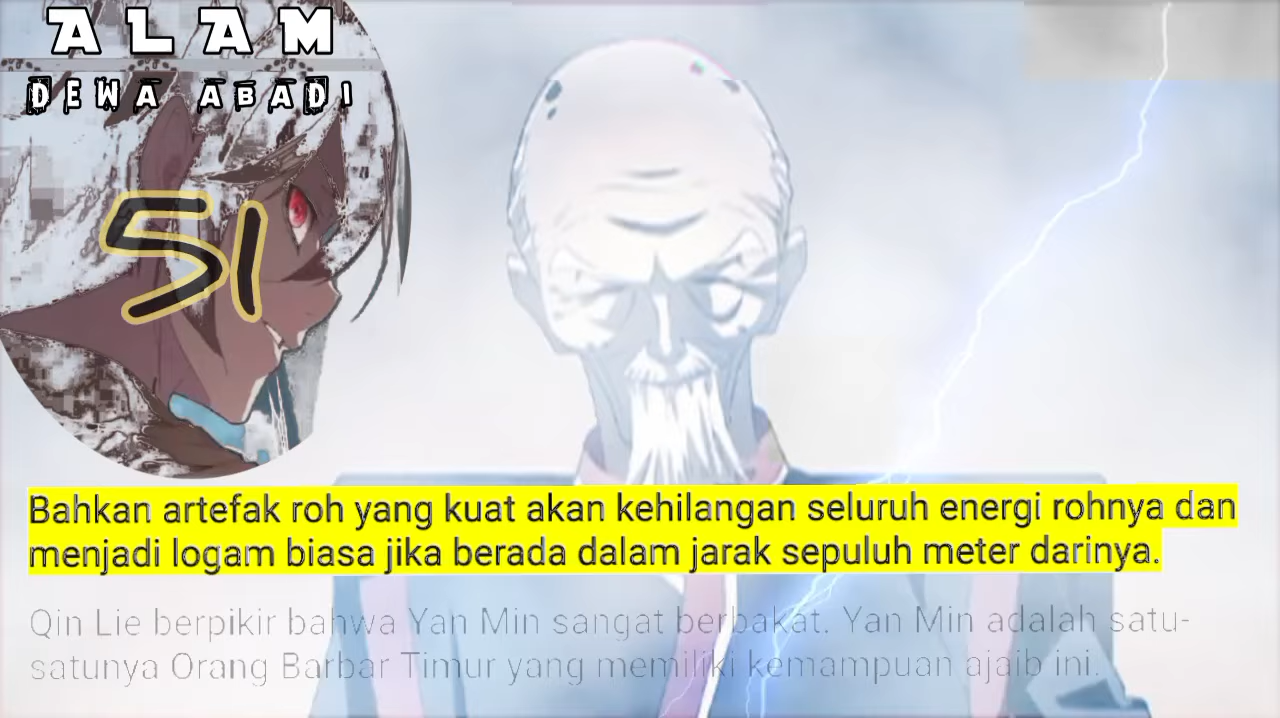 ALAM
DEWA ABADI
51
Bahkan artefak roh yang kuat akan kehilangan seluruh energi rohnya dan
menjadi logam biasa jika berada dalam jarak sepuluh meter darinya.
Qin Lie berpikir bahwa Yan Min sangat berbakat. Yan Min adalah satu-
satunya Orang Barbar Timur yang memiliki kemampuan ajaib ini.